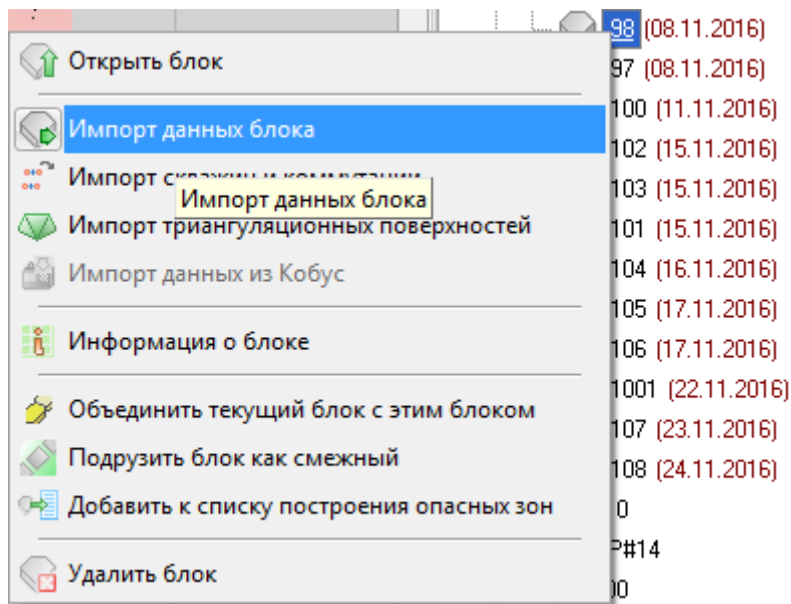 Открыть блок
Импорт данных блока
Импорт скважин и коммутации
Импорт данных блока
Импорт триангуляционных поверхностей
Импорт данных из Кобус
Информация о блоке
Объединить текущий блок с этим блоком
Подрузить блок как смежный
Добавить к списку построения опасных зон
Удалить блок
98 (08.11.2016)
97 (08.11.2016)
100 (11.11.2016)
102 (15.11.2016)
103 (15.11.2016)
101 (15.11.2016)
104 (16.11.2016)
105 (17.11.2016)
106 (17.11.2016)
1001 (22.11.2016)
107 (23.11.2016)
108 (24.11.2016)
0
P#14
00